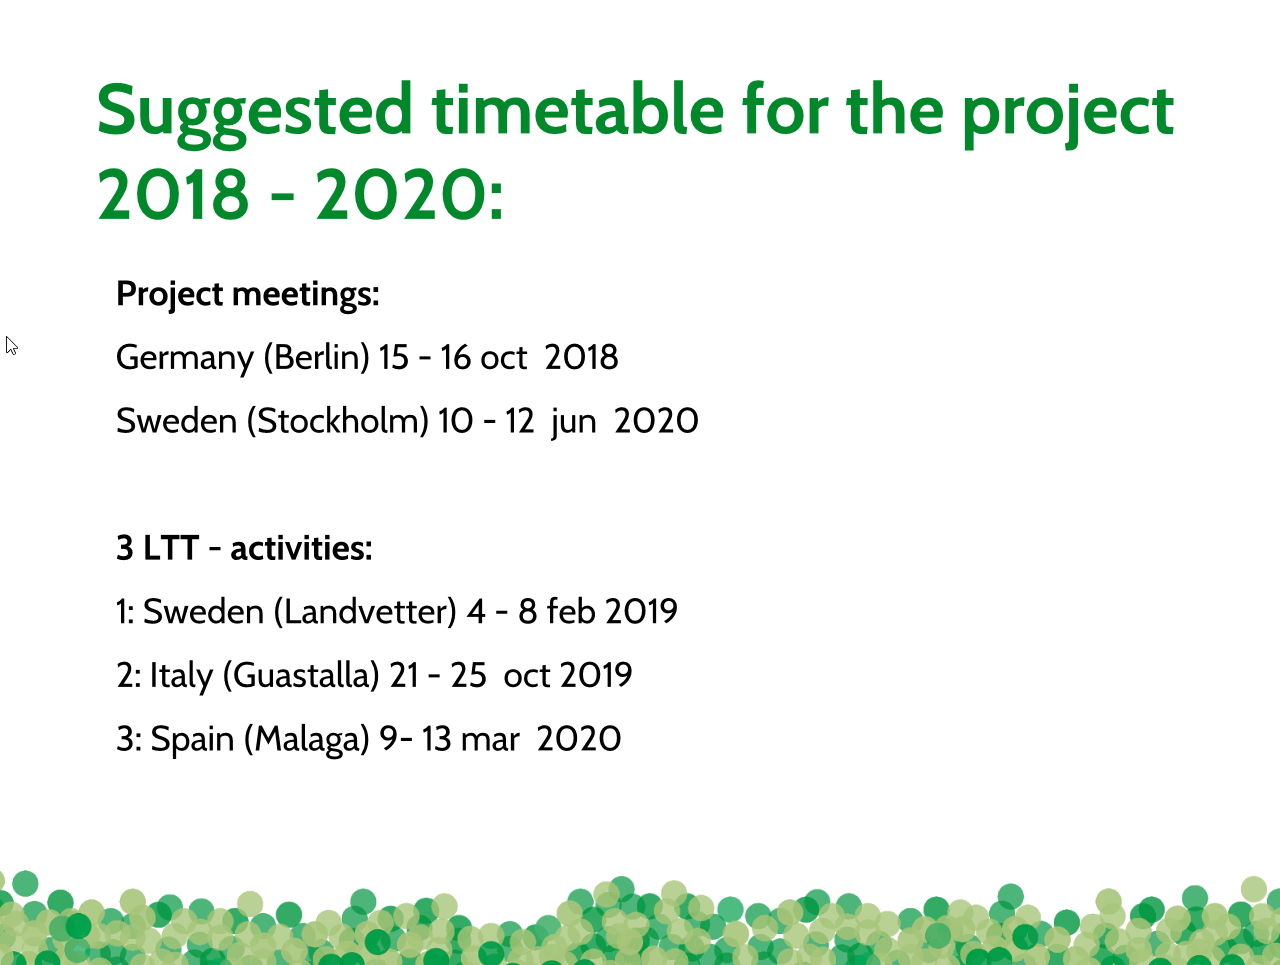 Suggested timetable for the project
2018 - 2020:
Project meetings:
Germany (Berlin) 15 - 16 oct  2018
Sweden (Stockholm) 10 - 12  jun  2020
3 LTT - activities:
1: Sweden (Landvetter) 4 - 8 feb 2019
2: Italy (Guastalla) 21 - 25  oct 2019
3: Spain (Malaga) 9- 13 mar  2020